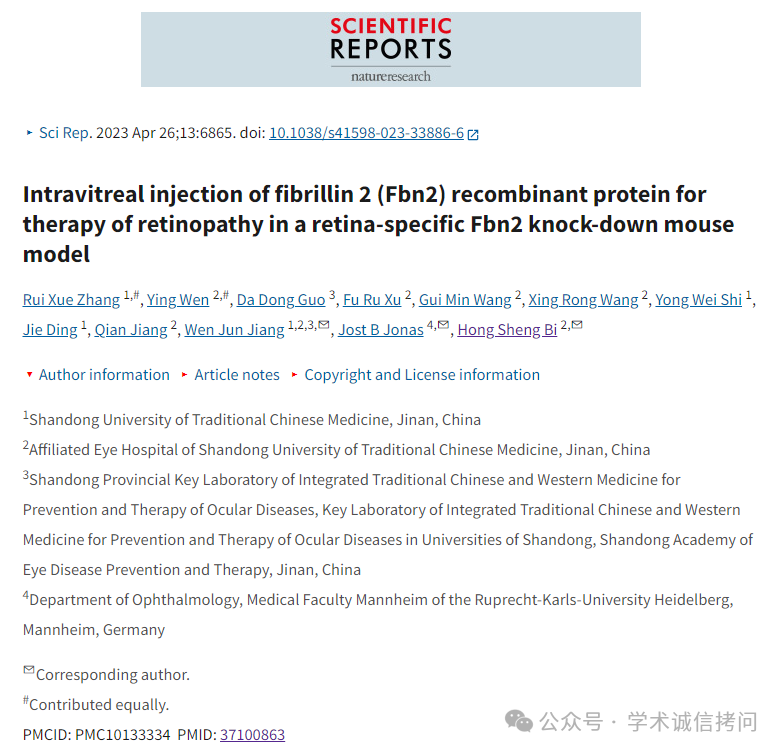 SCIENTIFIC
REPORTS
natureresearch
Sci Rep. 2023 Apr 26;13:6865. doi: 10.1038/s41598-023-33886-6
Intravitreal injection of fibrillin 2 (Fbn2) recombinant protein for
therapy of retinopathy in a retina-specific Fbn2 knock-down mouse
model
Rui Xue Zhang 1,#, Ying Wen 2,#, Da Dong Guo 3, Fu Ru Xu 2, Gui Min Wang 2, Xing Rong Wang 2, Yong Wei Shi 1,
Jie Ding 1, Qian Jiang 2, Wen Jun Jiang 1,2,3,✉, Jost B Jonas 4,✉, Hong Sheng Bi 2,✉
Author information Article notes Copyright and License information
1Shandong University of Traditional Chinese Medicine, Jinan, China
2Affiliated Eye Hospital of Shandong University of Traditional Chinese Medicine, Jinan, China
3Shandong Provincial Key Laboratory of Integrated Traditional Chinese and Western Medicine for
Prevention and Therapy of Ocular Diseases, Key Laboratory of Integrated Traditional Chinese and Western
Medicine for Prevention and Therapy of Ocular Diseases in Universities of Shandong, Shandong Academy of
Eye Disease Prevention and Therapy, Jinan, China
4Department of Ophthalmology, Medical Faculty Mannheim of the Ruprecht-Karls-University Heidelberg,
Mannheim, Germany
✉Corresponding author.
#Contributed equally.
PMCID: PMC10133334 PMID: 37100863
公众号 · 学术诚信拷问